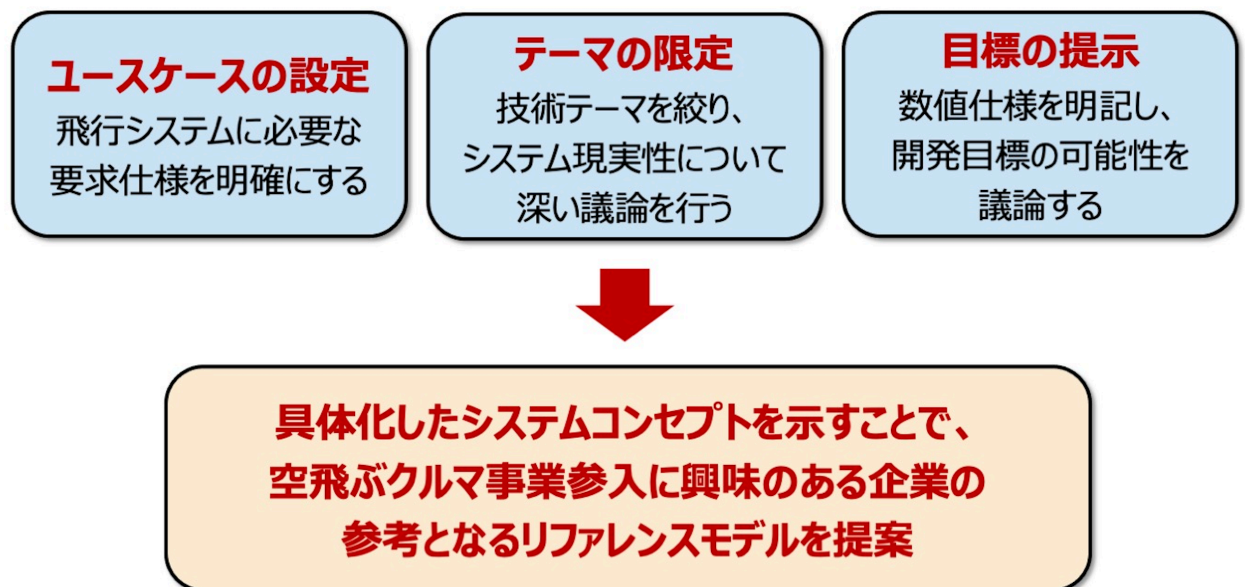 ユースケースの設定
飛行システムに必要な
要求仕様を明確にする
テーマの限定
技術テーマを絞り、
システム現実性について
深い議論を行う
目標の提示
数値仕様を明記し、
開発目標の可能性を
議論する
具体化したシステムコンセプトを示すことで、
空飛ぶクルマ事業参入に興味のある企業の
参考となるリファレンスモデルを提案